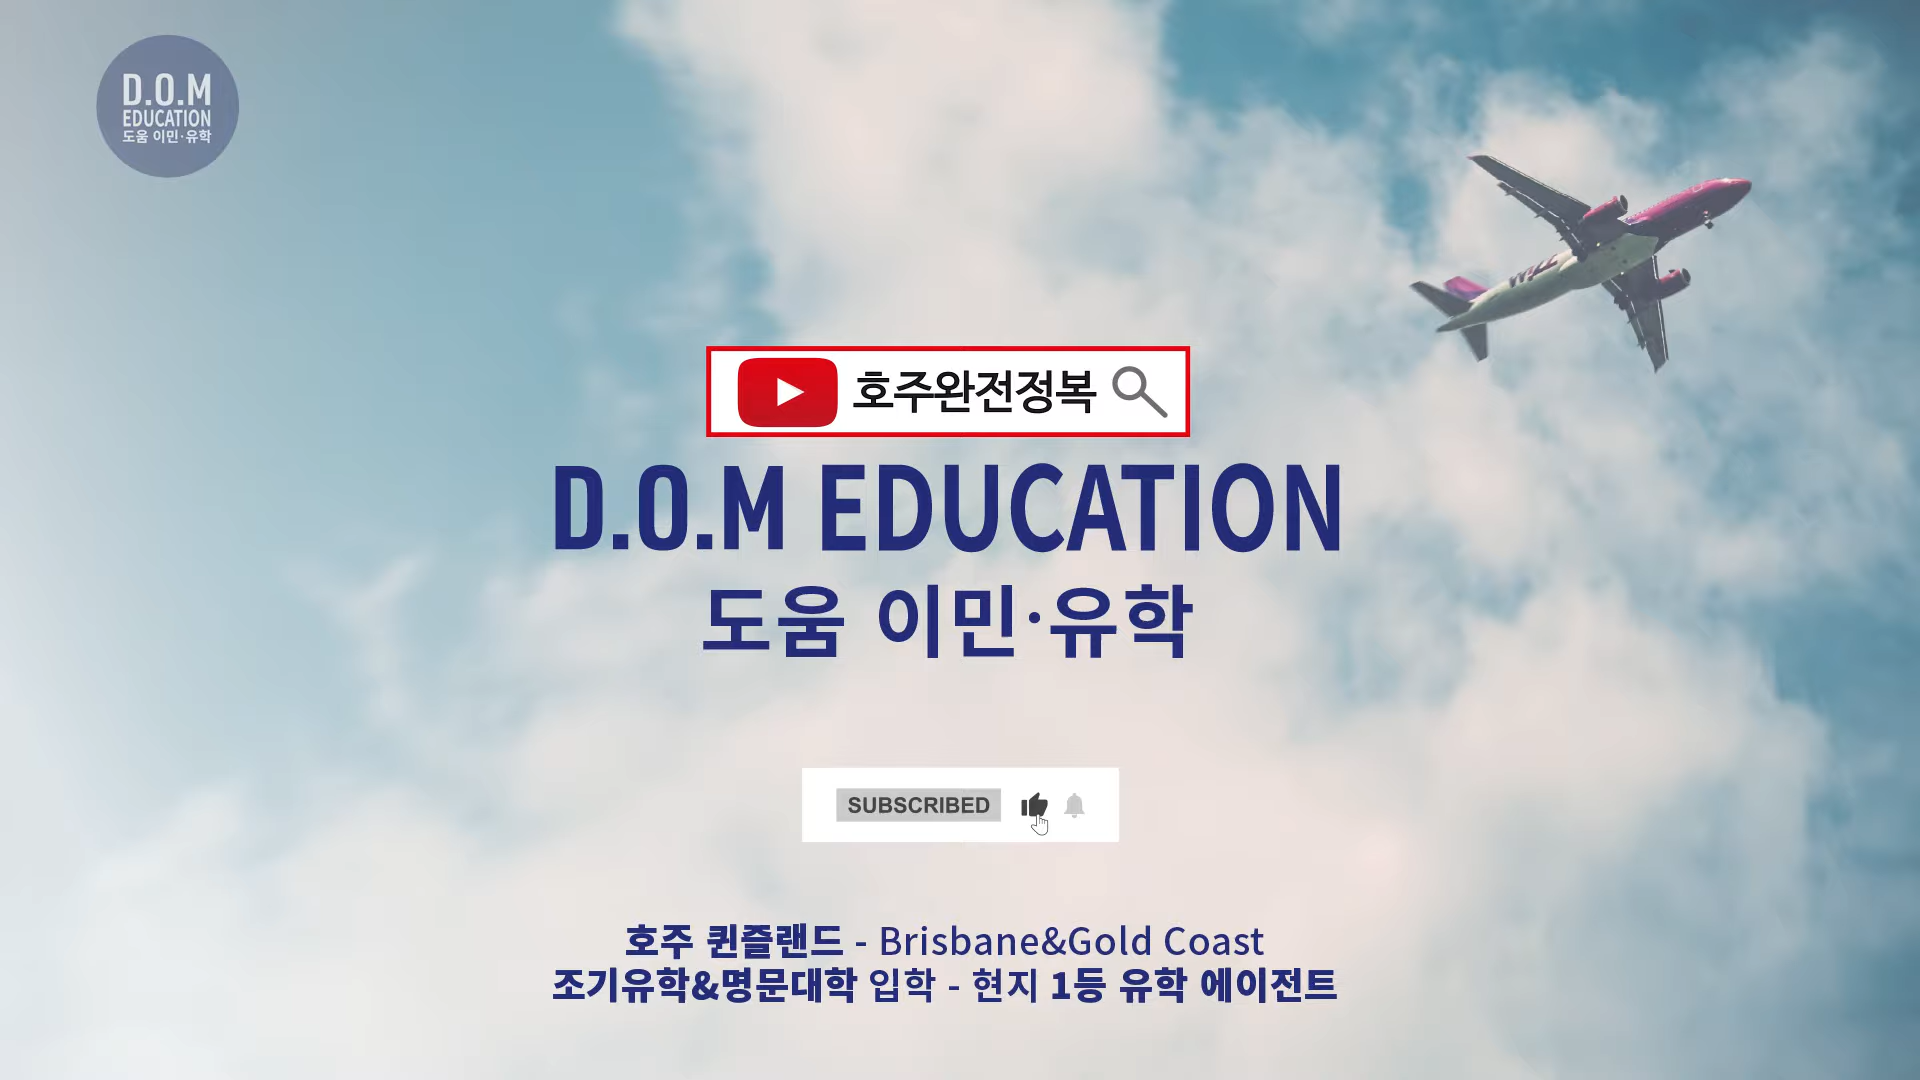 D.O.M
EDUCATION
도움 이민·유학
호주완전정복
D.O.M EDUCATION
도움 이민·유학
SUBSCRIBED
호주 퀸즐랜드 - Brisbane&Gold Coast
조기유학&명문대학 입학 - 현지 1등 유학 에이전트